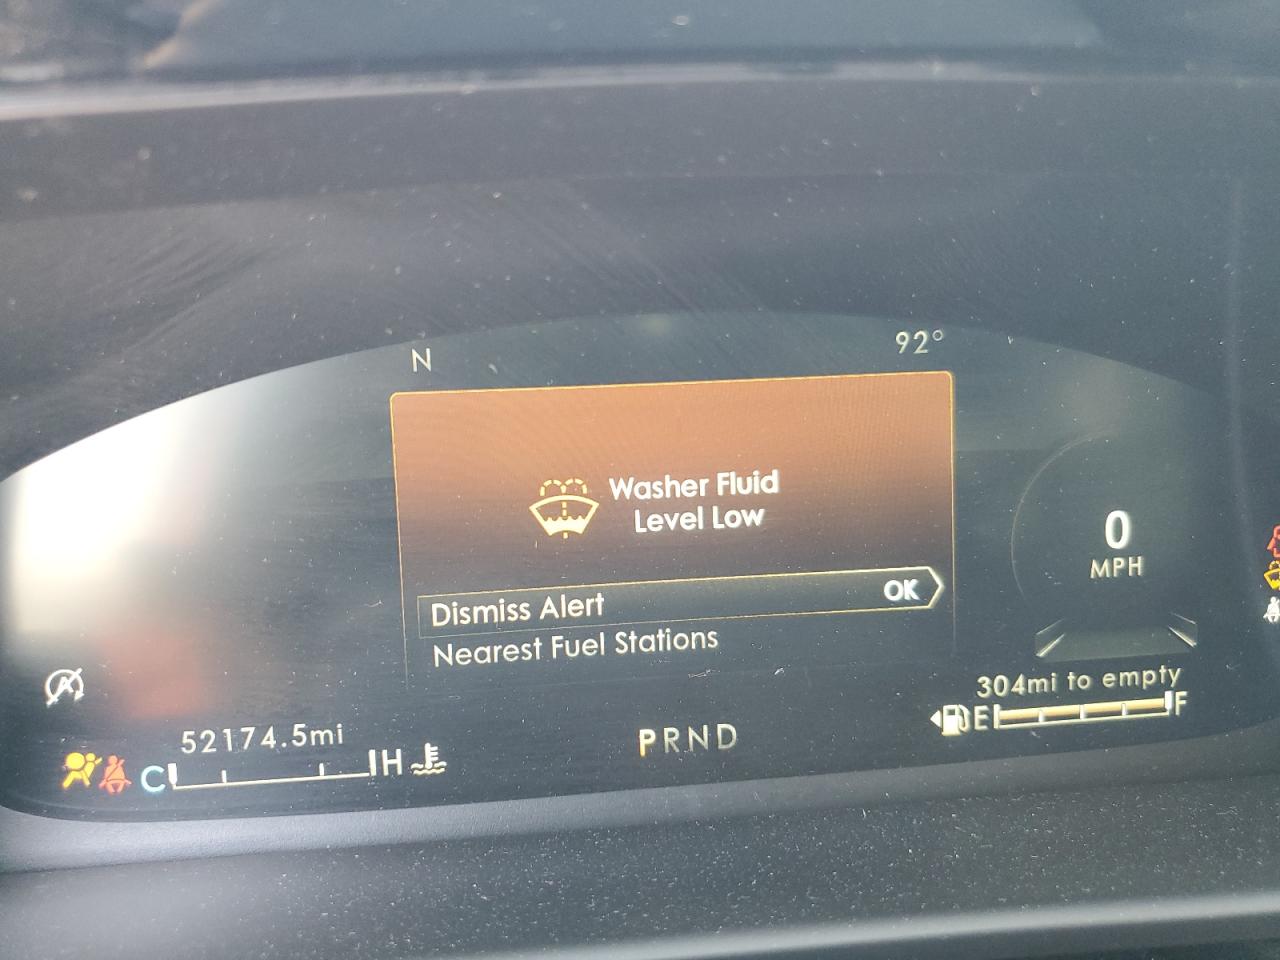 N
92°
Washer Fluid
Level Low
Dismiss Alert OK
Nearest Fuel Stations
0
MPH
304mi to empty
E F
52174.5mi
C H
PRND